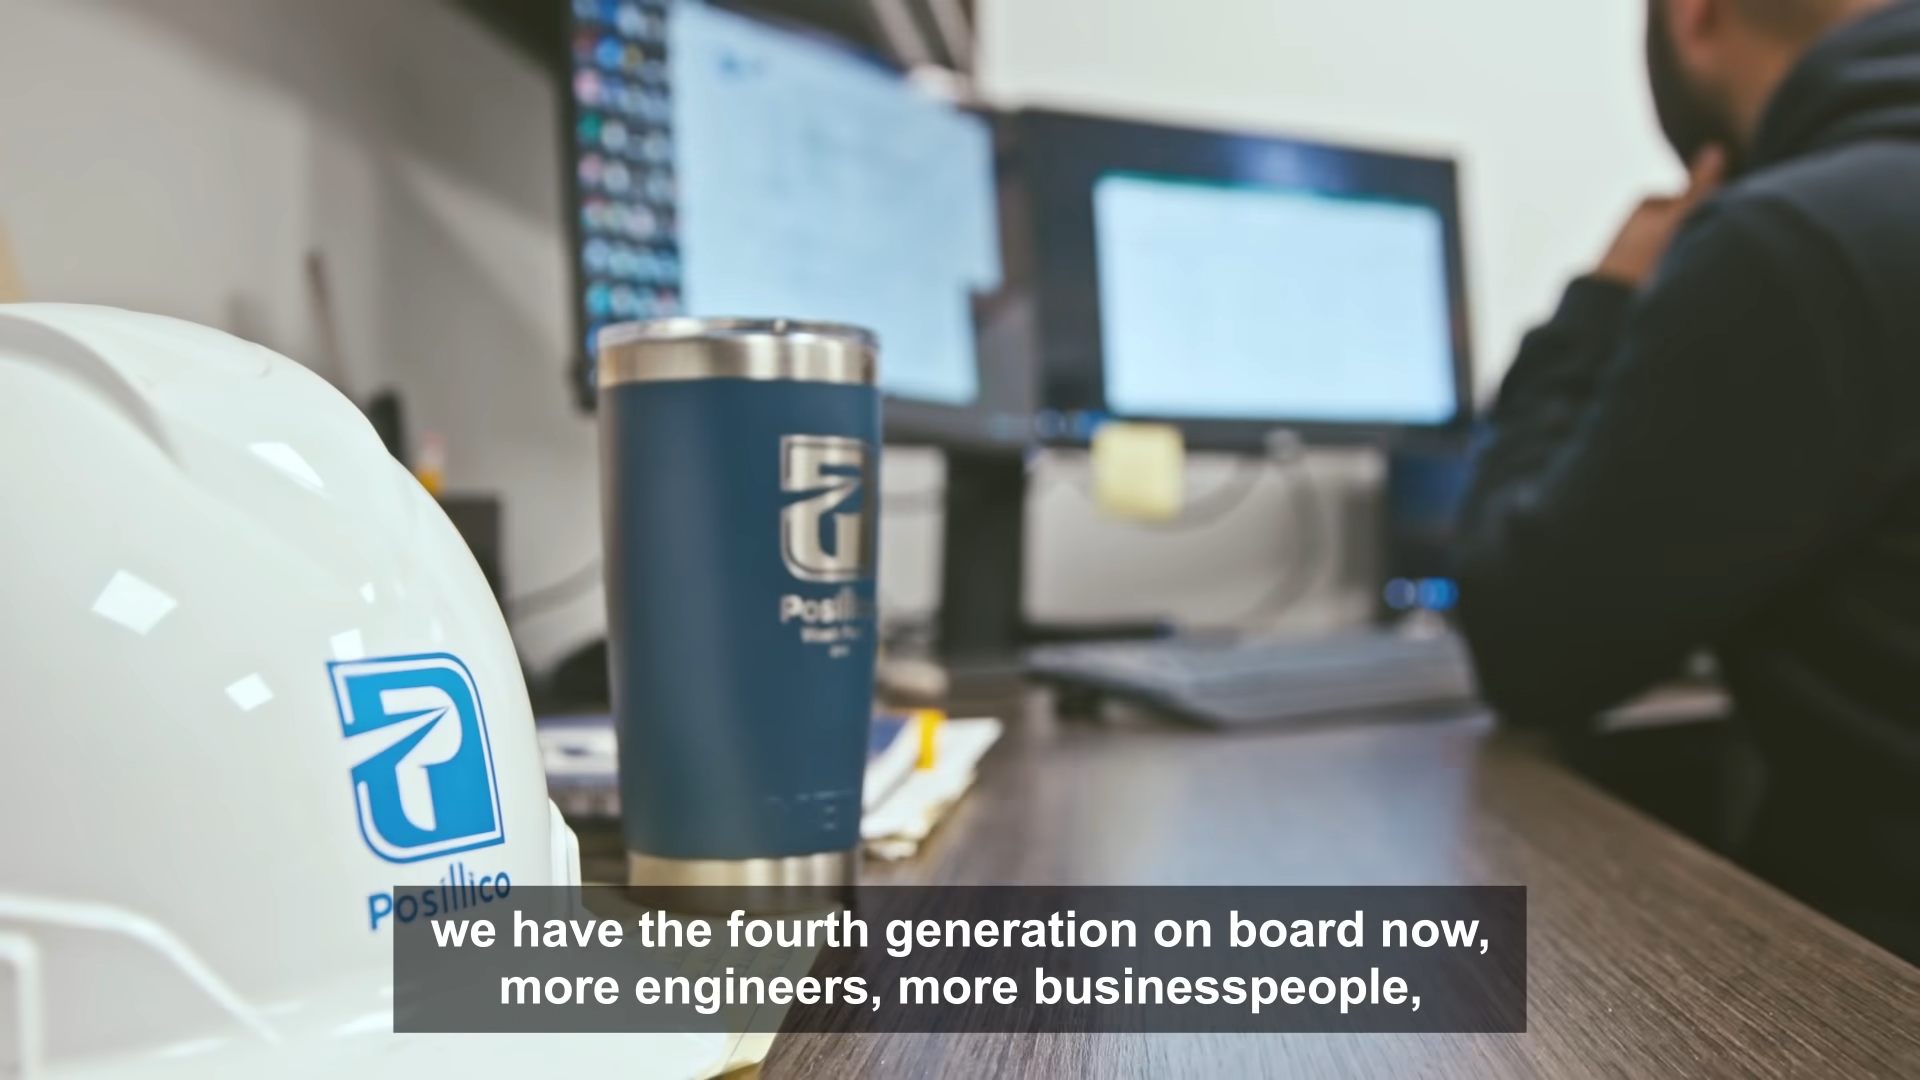 Posillico
Posillico
we have the fourth generation on board now,
more engineers, more businesspeople,